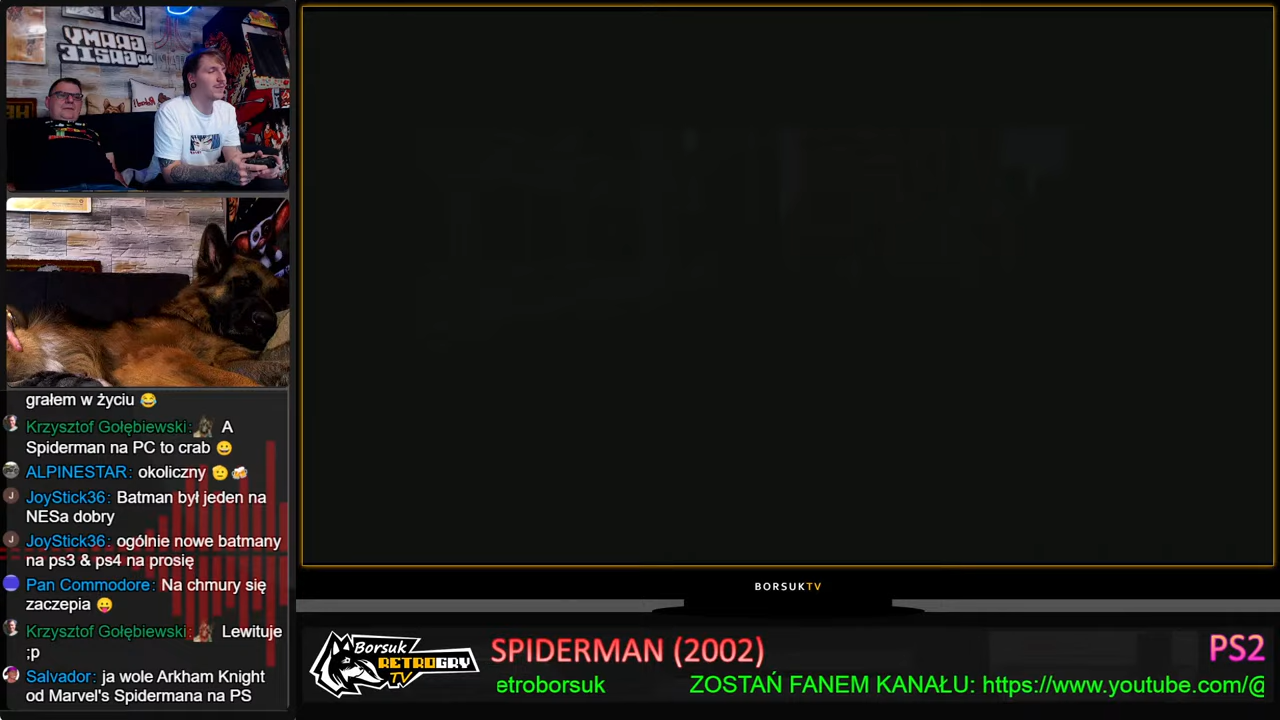 grałem w życiu 😂
Krzysztof Gołębiewski: A
Spiderman na PC to crab 😀
ALPINESTAR: okoliczny 🫡🍻
JoyStick36: Batman był jeden na
NESa dobry
JoyStick36: ogólnie nowe batmany
na ps3 & ps4 na prosię
Pan Commodore: Na chmury się
zaczepia 😛
Krzysztof Gołębiewski: Lewituje
;p
Salvador: ja wole Arkham Knight
od Marvel's Spidermana na PS
BORSUKTV
Borsuk
RETROGRY
TV
SPIDERMAN (2002)
PS2
etroborsuk
ZOSTAŃ FANEM KANAŁU: https://www.youtube.com/@